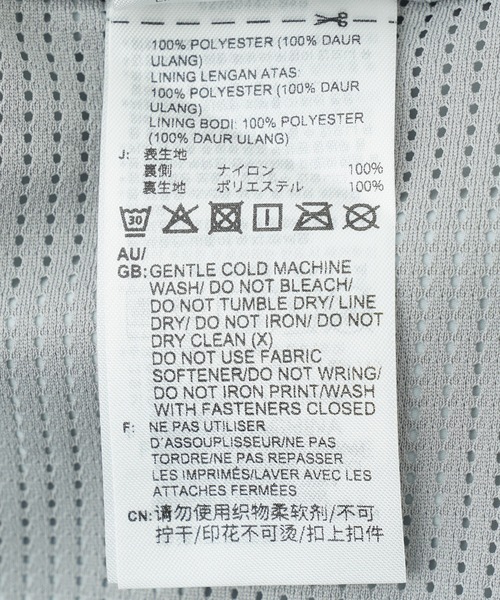 100% POLYESTER (100% DAUR
ULANG)
LINING LENGAN ATAS:
100% POLYESTER (100% DAUR
ULANG)
LINING BODI: 100% POLYESTER
(100% DAUR ULANG)
J: 表生地
裏側 ナイロン 100%
裏生地 ポリエステル 100%
30
AU/
GB: GENTLE COLD MACHINE
WASH/ DO NOT BLEACH/
DO NOT TUMBLE DRY/ LINE
DRY/ DO NOT IRON/ DO NOT
DRY CLEAN (X)
DO NOT USE FABRIC
SOFTENER/DO NOT WRING/
DO NOT IRON PRINT/WASH
WITH FASTENERS CLOSED
F: NE PAS UTILISER
D'ASSOUPLISSEUR/NE PAS
TORDRE/NE PAS REPASSER
LES IMPRIMÉS/LAVER AVEC LES
ATTACHES FERMÉES
CN: 请勿使用织物柔软剂/不可
拧干/印花不可烫/扣上扣件